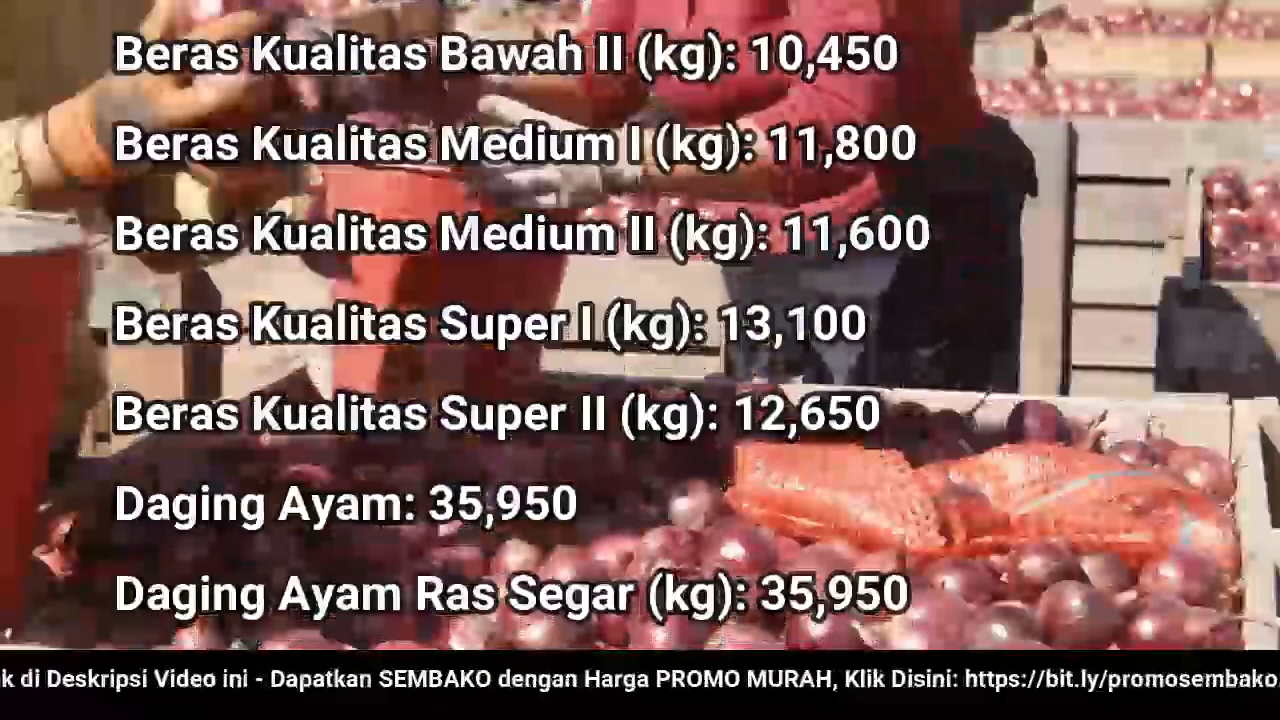 Beras Kualitas Bawah II (kg): 10,450
Beras Kualitas Medium I (kg): 11,800
Beras Kualitas Medium II (kg): 11,600
Beras Kualitas Super I (kg): 13,100
Beras Kualitas Super II (kg): 12,650
Daging Ayam: 35,950
Daging Ayam Ras Segar (kg): 35,950
k di Deskripsi Video ini - Dapatkan SEMBAKO dengan Harga PROMO MURAH, Klik Disini: https://bit.ly/promosembako